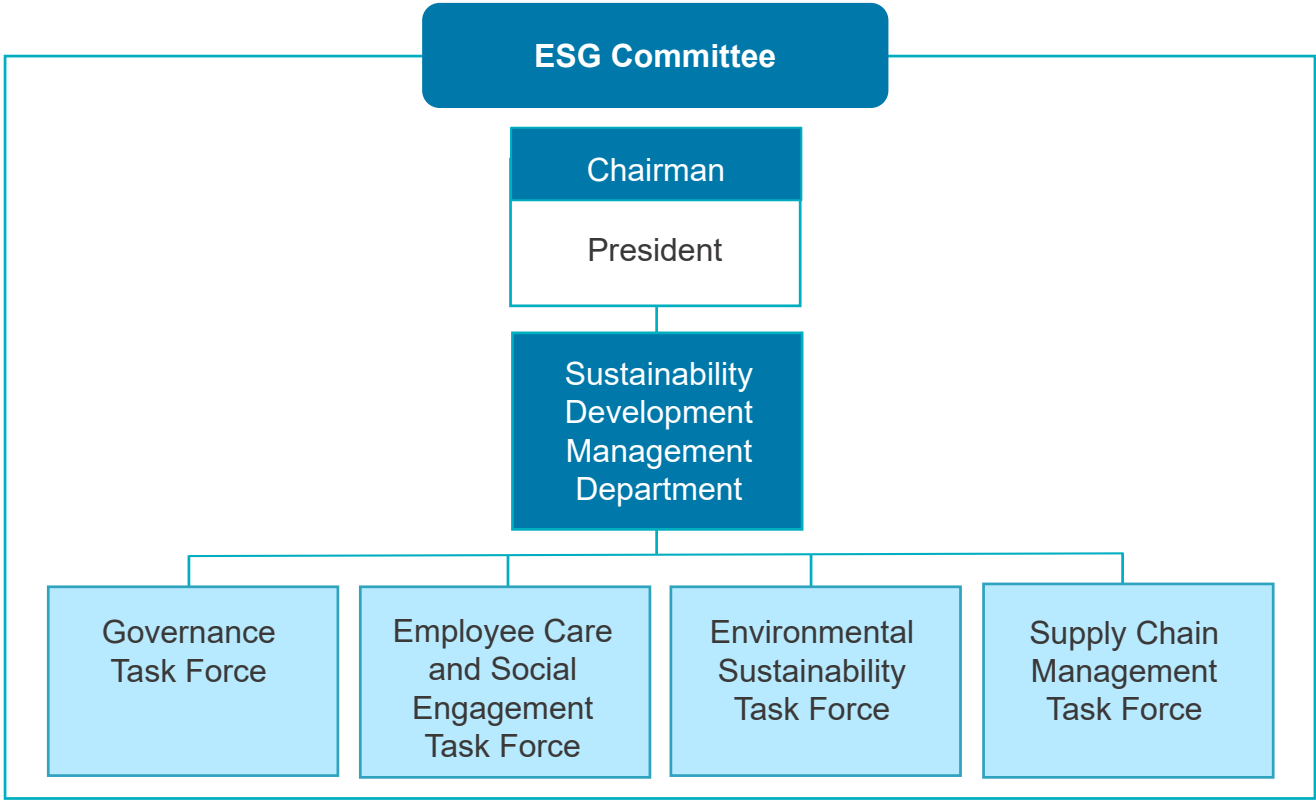 ESG Committee
Chairman
President
Sustainability
Development
Management
Department
Governance
Task Force
Employee Care
and Social
Engagement
Task Force
Environmental
Sustainability
Task Force
Supply Chain
Management
Task Force